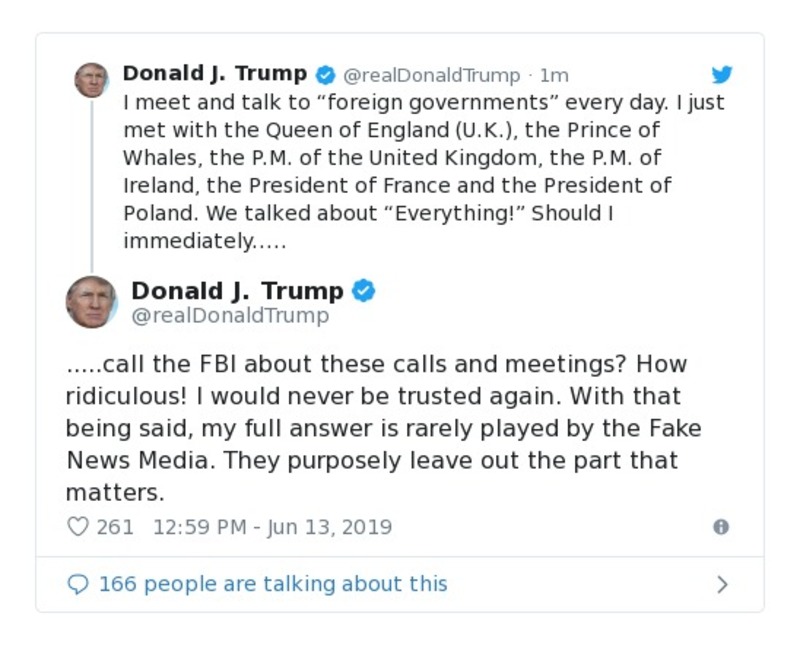 Donald J. Trump @realDonaldTrump · 1m
I meet and talk to “foreign governments” every day. I just
met with the Queen of England (U.K.), the Prince of
Whales, the P.M. of the United Kingdom, the P.M. of
Ireland, the President of France and the President of
Poland. We talked about “Everything!” Should I
immediately.....
Donald J. Trump
@realDonaldTrump
.....call the FBI about these calls and meetings? How
ridiculous! I would never be trusted again. With that
being said, my full answer is rarely played by the Fake
News Media. They purposely leave out the part that
matters.
261 12:59 PM - Jun 13, 2019
166 people are talking about this